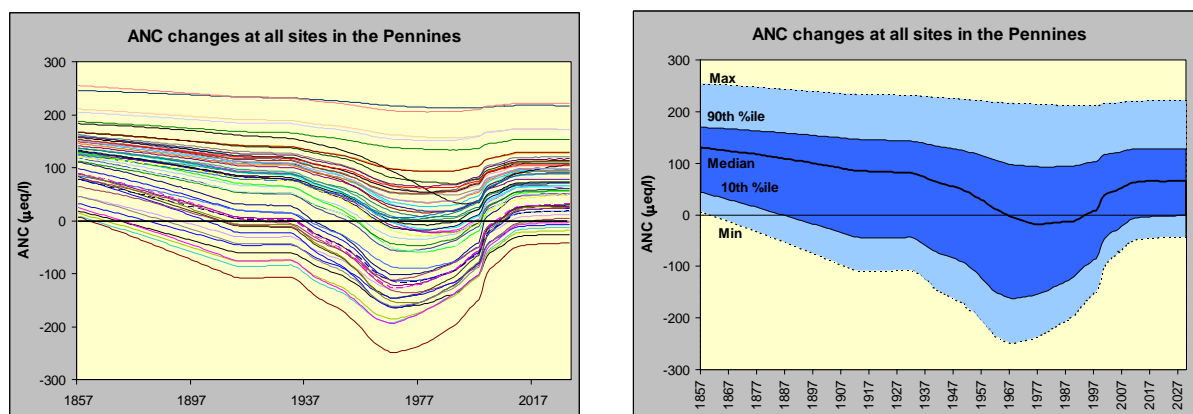 ANC changes at all sites in the Pennines
300
200
100
0
-100
-200
-300
ANC (µeq/l)
1857 1897 1937 1977 2017
ANC changes at all sites in the Pennines
300
200
100
0
-100
-200
-300
ANC (µeq/l)
Max
90th %ile
Median
10th %ile
Min
1857 1867 1877 1887 1897 1907 1917 1927 1937 1947 1957 1967 1977 1987 1997 2007 2017 2027